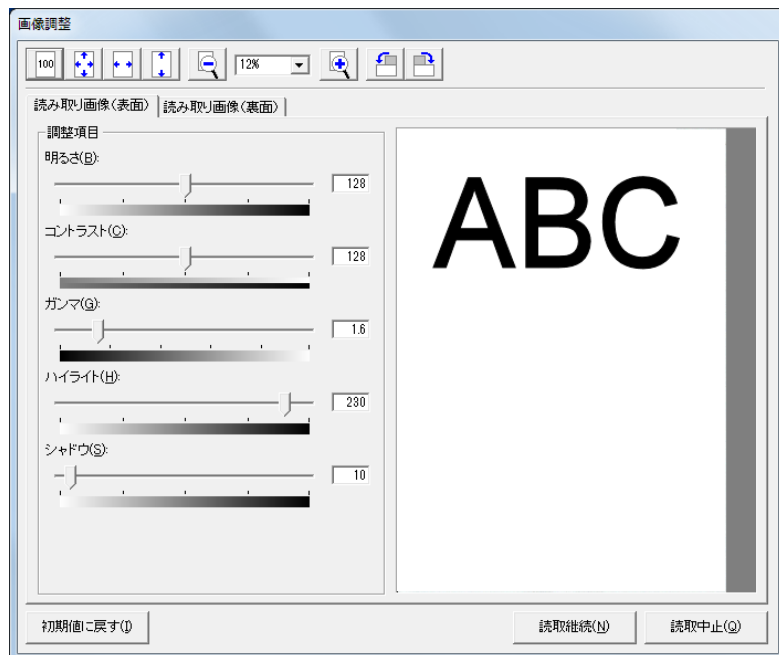 画像調整
100 12%
読み取り画像(表面) 読み取り画像(裏面)
調整項目
明るさ(B):
128
コントラスト(C):
128
ガンマ(G):
1.6
ハイライト(H):
230
シャドウ(S):
10
ABC
初期値に戻す(I) 読取継続(N) 読取中止(Q)